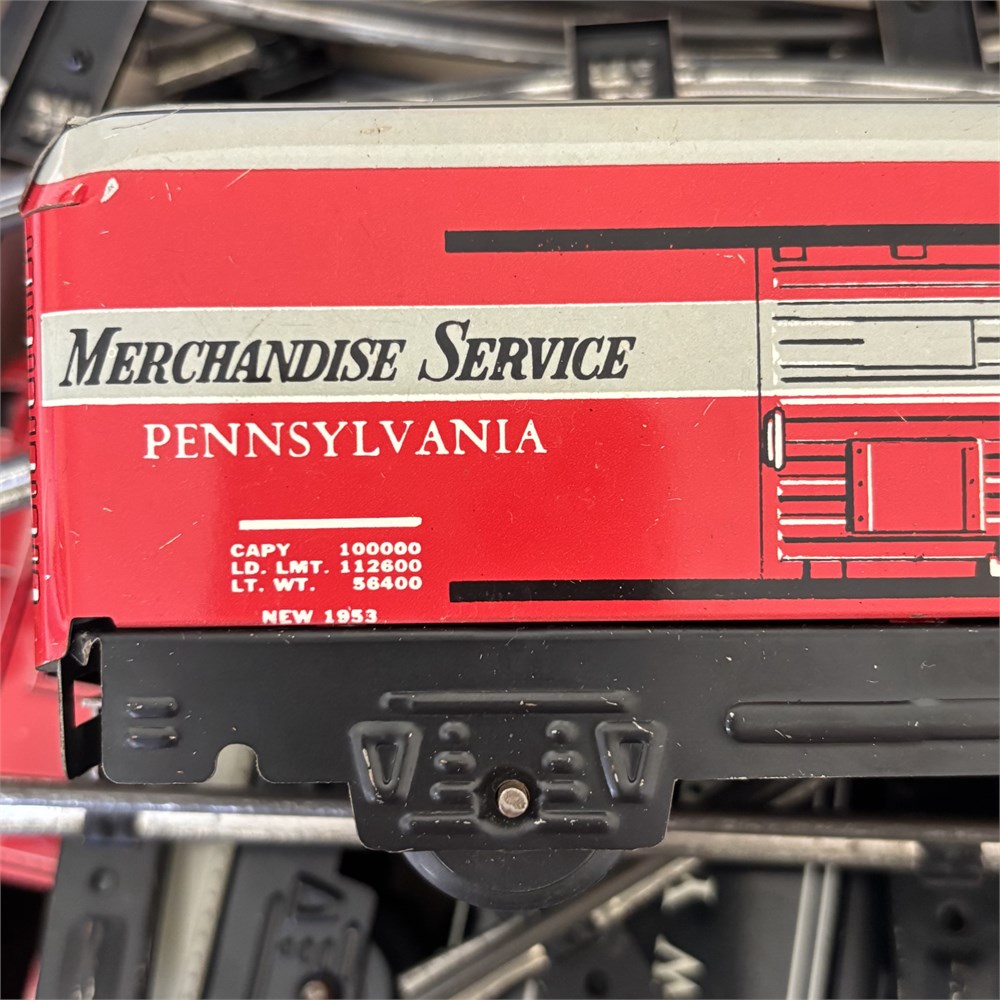 MERCHANDISE SERVICE
PENNSYLVANIA
CAPY 100000
LD. LMT. 112600
LT. WT. 56400
NEW 1953